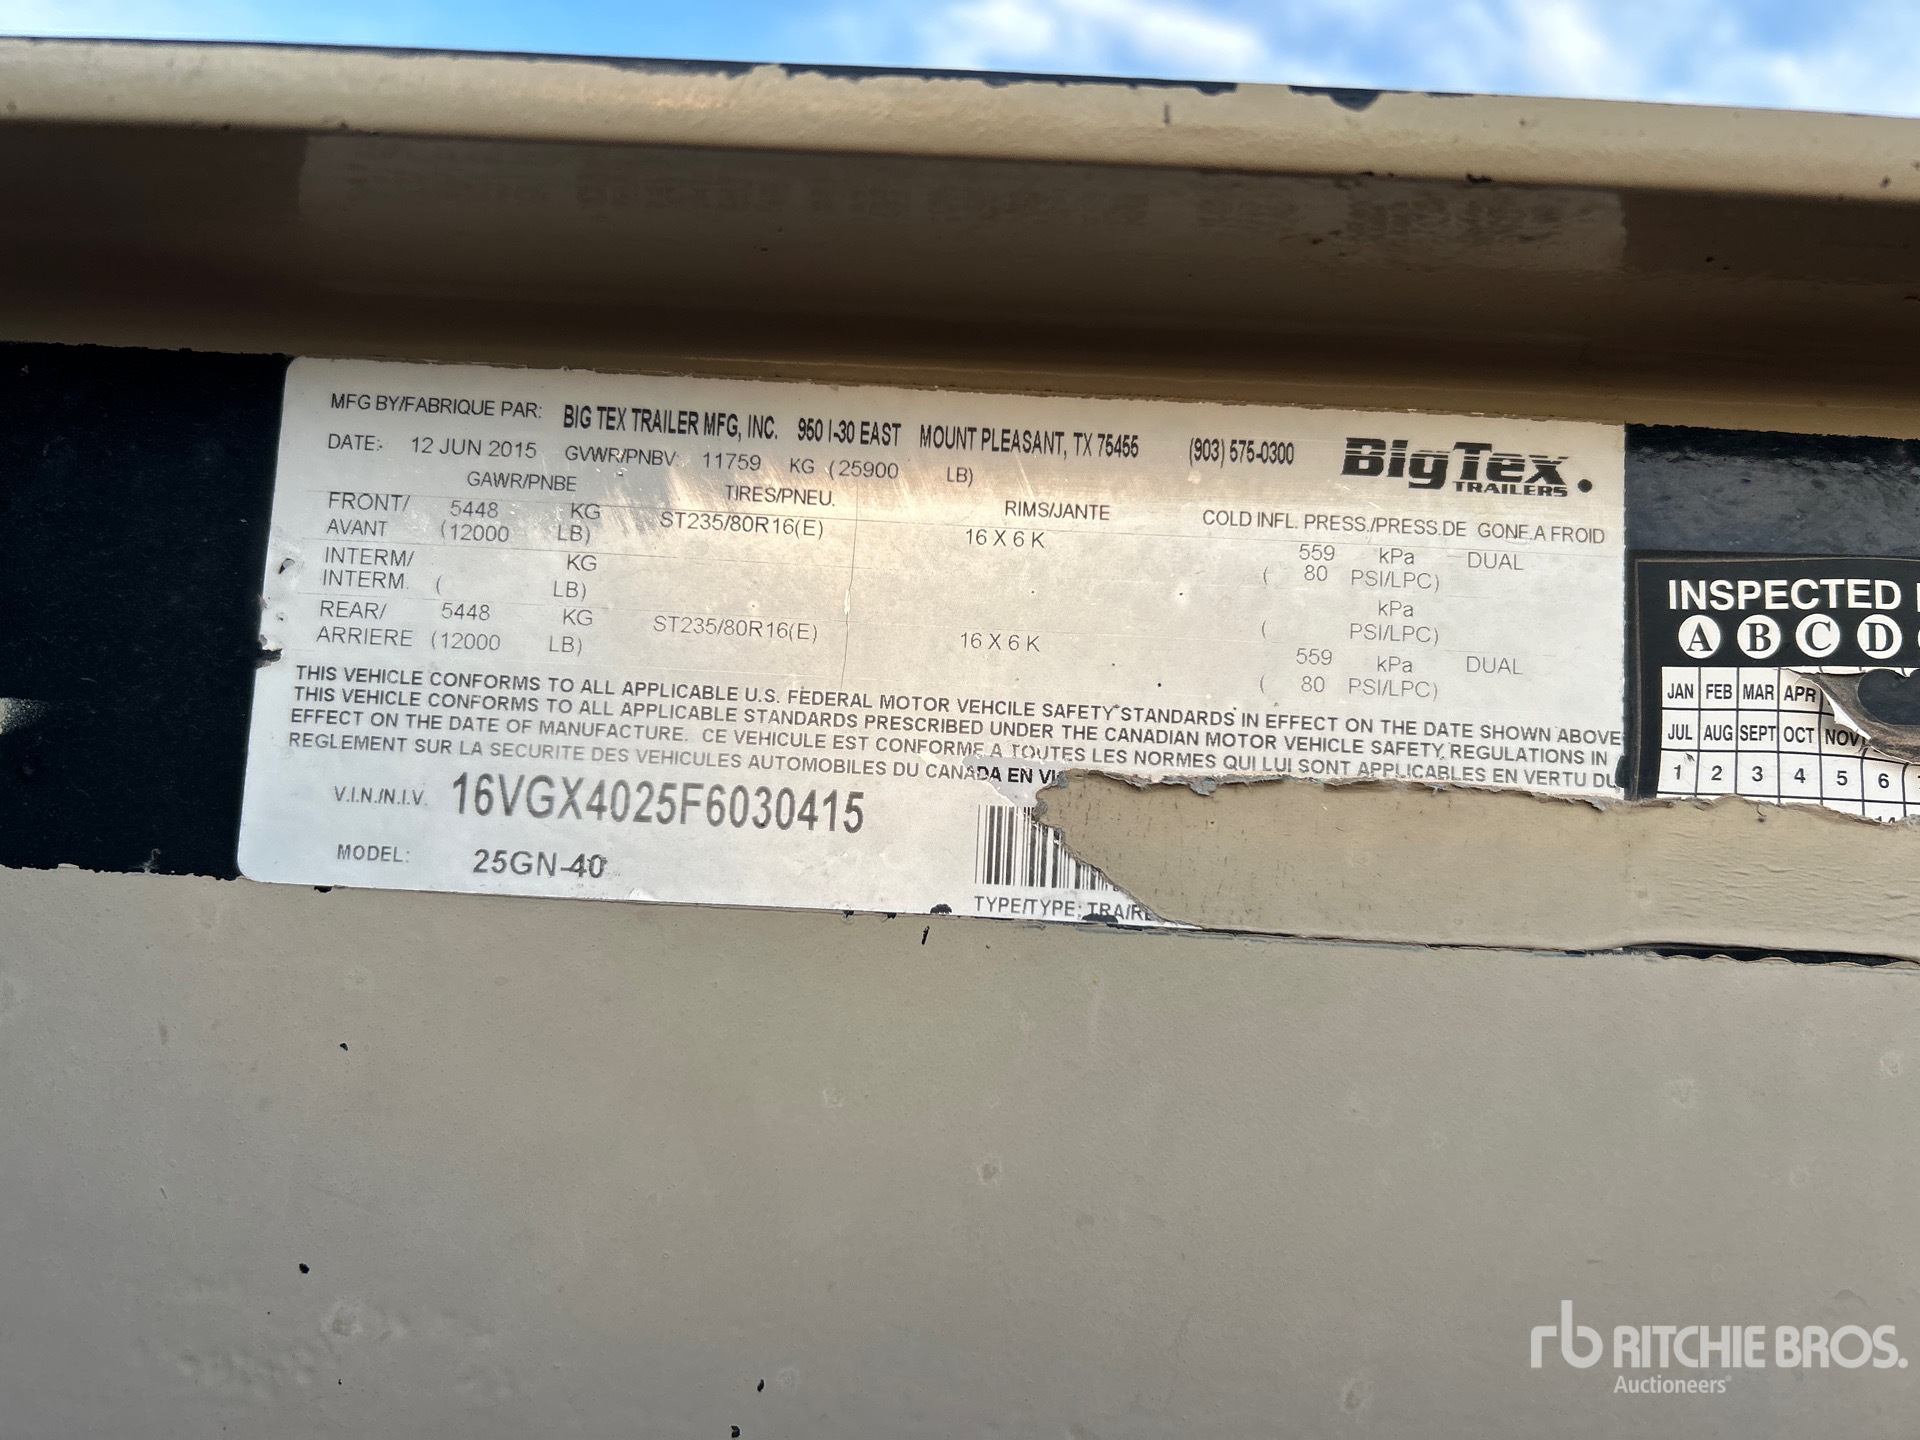 MFG BY/FABRIQUE PAR: BIG TEX TRAILER MFG, INC. 950 I-30 EAST MOUNT PLEASANT, TX 75455 (903) 575-0300
BigTex.
TRAILERS
DATE: 12 JUN 2015 GVWR/PNBV 11759 KG (25900 LB)
GAWR/PNBE TIRES/PNEU. RIMS/JANTE COLD INFL. PRESS./PRESS.DE GONE.A FROID
FRONT/ 5448 KG ST235/80R16(E) 16 X 6 K 559 kPa DUAL
AVANT (12000 LB) ( 80 PSI/LPC)
INTERM/ KG kPa
INTERM. ( LB) ( PSI/LPC)
REAR/ 5448 KG ST235/80R16(E) 16 X 6 K 559 kPa DUAL
ARRIERE (12000 LB) ( 80 PSI/LPC)
THIS VEHICLE CONFORMS TO ALL APPLICABLE U.S. FEDERAL MOTOR VEHCILE SAFETY STANDARDS IN EFFECT ON THE DATE SHOWN ABOVE
THIS VEHICLE CONFORMS TO ALL APPLICABLE STANDARDS PRESCRIBED UNDER THE CANADIAN MOTOR VEHICLE SAFETY REGULATIONS IN
EFFECT ON THE DATE OF MANUFACTURE. CE VEHICULE EST CONFORME A TOUTES LES NORMES QUI LUI SONT APPLICABLES EN VERTU DU
REGLEMENT SUR LA SECURITE DES VEHICULES AUTOMOBILES DU CANADA EN
V.I.N./N.I.V. 16VGX4025F6030415
MODEL: 25GN-40
TYPE/TYPE: TRA/RE
INSPECTED
A B C D
JAN FEB MAR APR
JUL AUG SEPT OCT NOV
1 2 3 4 5 6
rb RITCHIE BROS.
Auctioneers